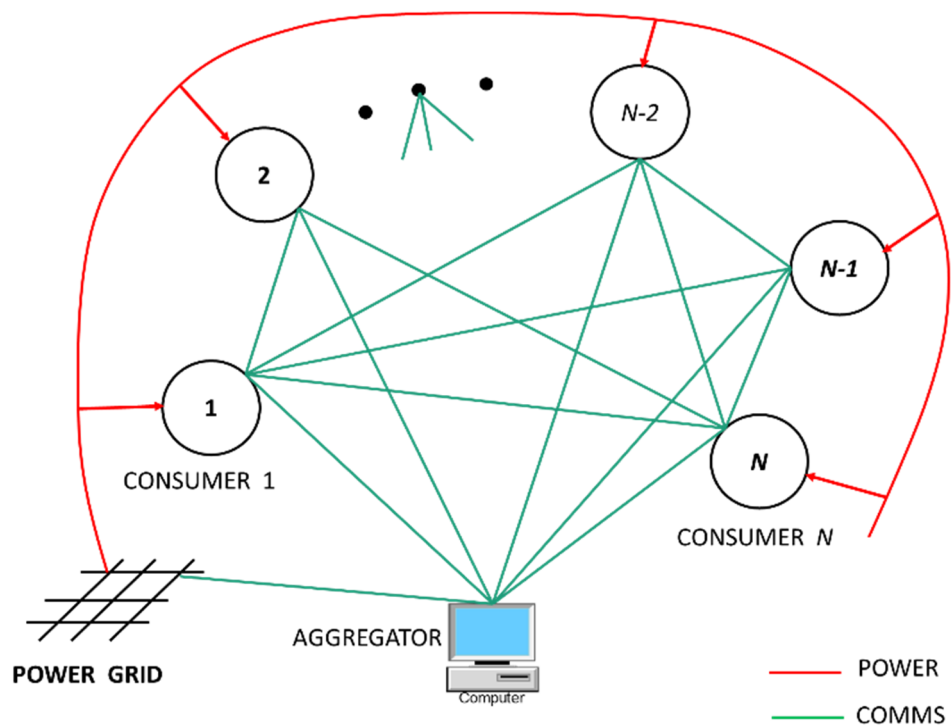 N-2
2
N-1
1
CONSUMER 1
N
CONSUMER N
AGGREGATOR
POWER GRID
Computer
POWER
COMMS